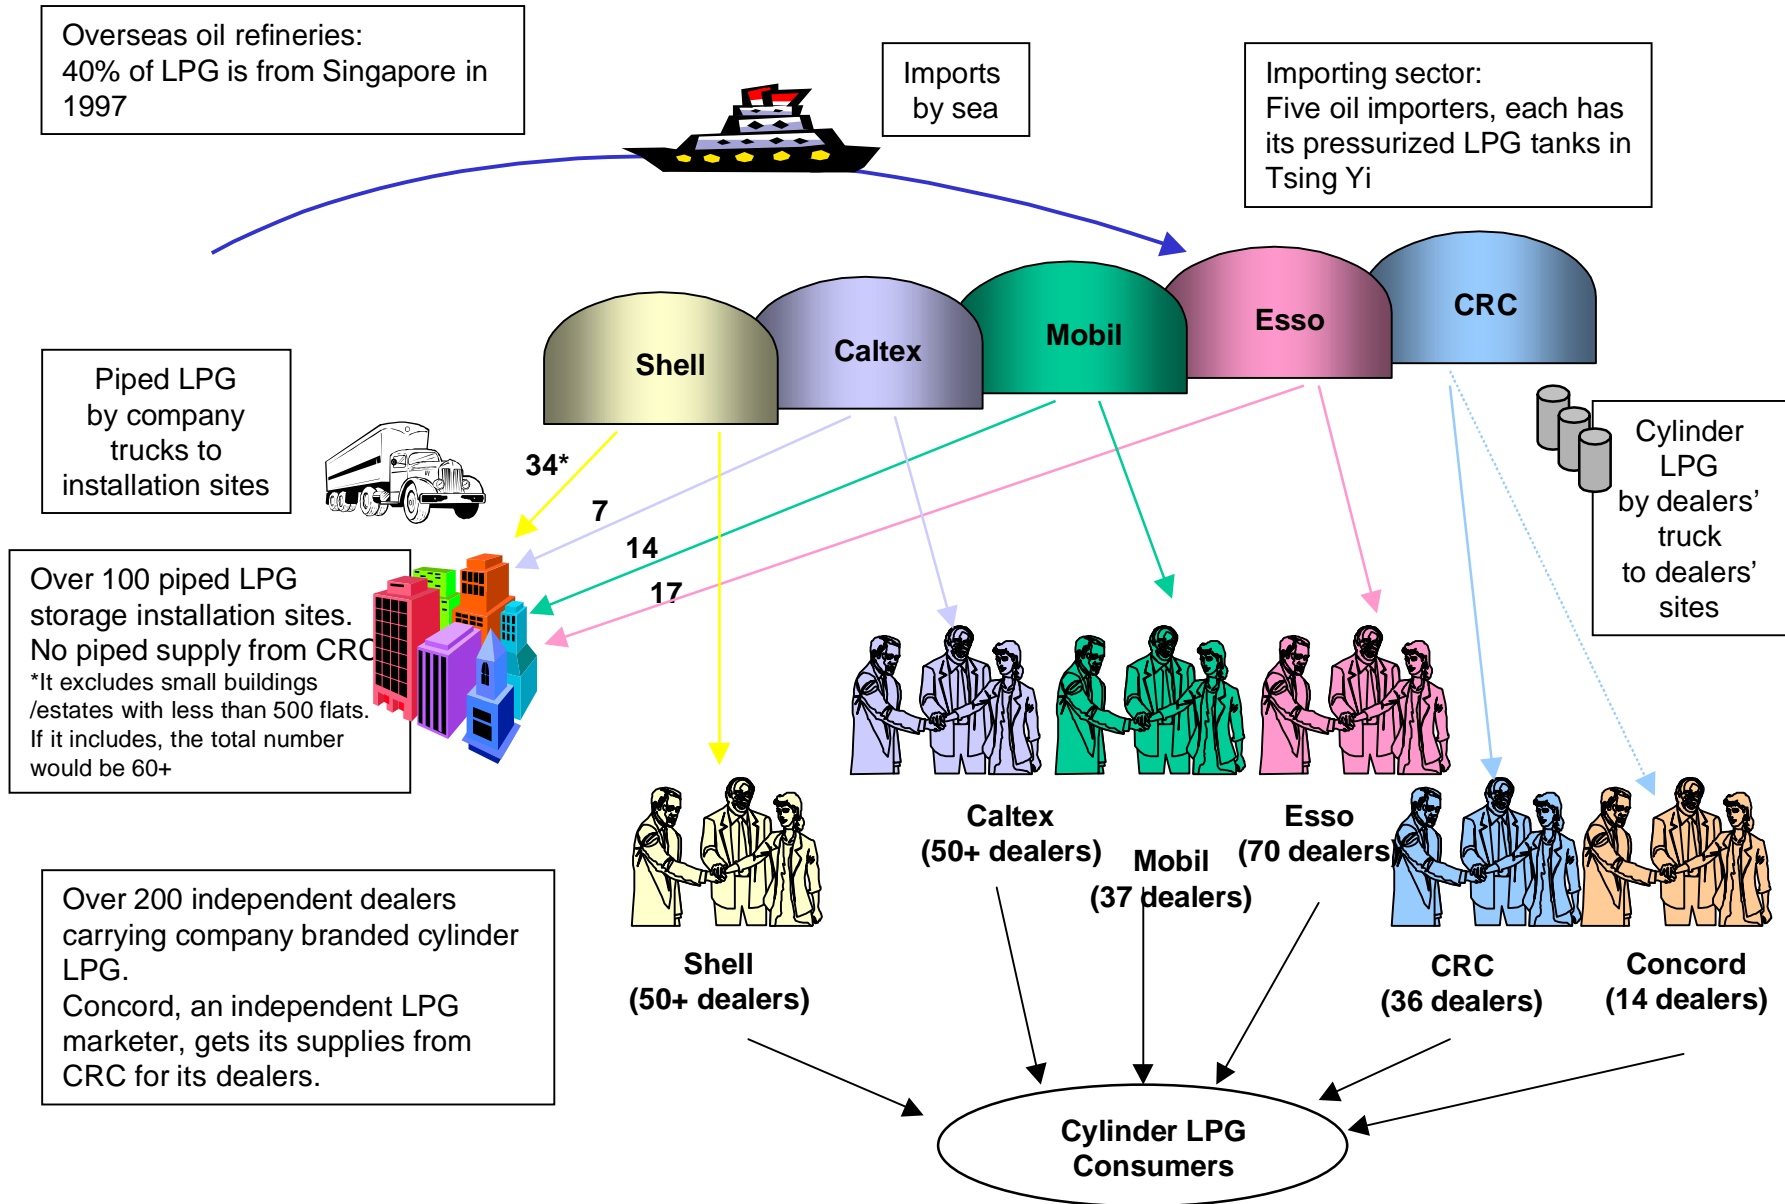 Overseas oil refineries:
40% of LPG is from Singapore in
1997
Imports
by sea
Importing sector:
Five oil importers, each has
its pressurized LPG tanks in
Tsing Yi
Shell
Caltex
Mobil
Esso
CRC
Piped LPG
by company
trucks to
installation sites
34*
7
14
17
Cylinder
LPG
by dealers’
truck
to dealers’
sites
Over 100 piped LPG
storage installation sites.
No piped supply from CRC
*It excludes small buildings
/estates with less than 500 flats.
If it includes, the total number
would be 60+
Caltex
(50+ dealers)
Mobil
(37 dealers)
Esso
(70 dealers)
Shell
(50+ dealers)
CRC
(36 dealers)
Concord
(14 dealers)
Over 200 independent dealers
carrying company branded cylinder
LPG.
Concord, an independent LPG
marketer, gets its supplies from
CRC for its dealers.
Cylinder LPG
Consumers